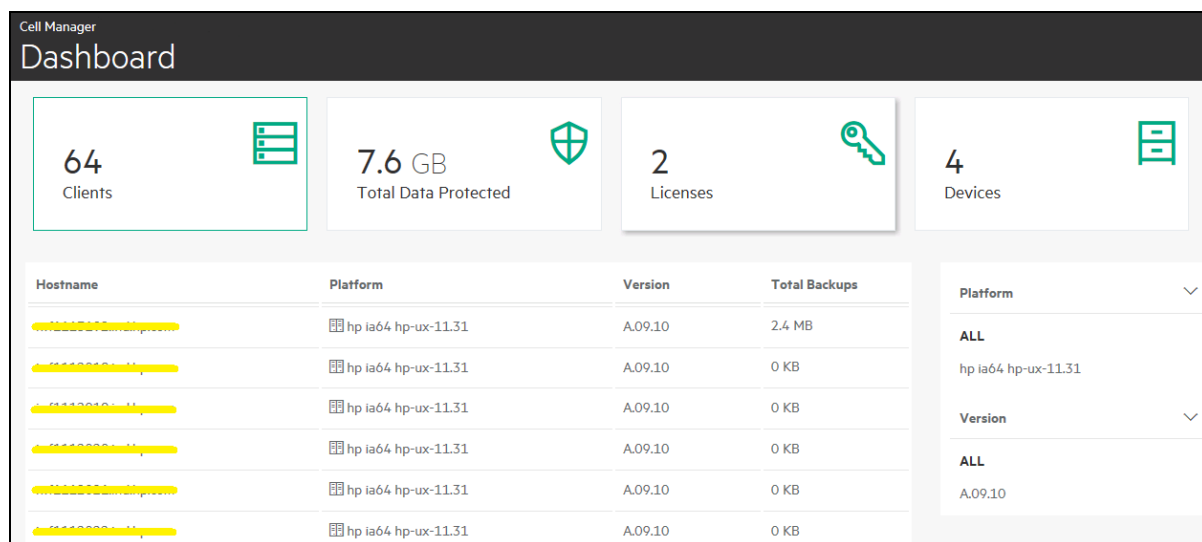 Cell Manager
Dashboard
64
Clients
7.6 GB
Total Data Protected
2
Licenses
4
Devices
Hostname Platform Version Total Backups
hp ia64 hp-ux-11.31 A.09.10 2.4 MB
hp ia64 hp-ux-11.31 A.09.10 0 KB
hp ia64 hp-ux-11.31 A.09.10 0 KB
hp ia64 hp-ux-11.31 A.09.10 0 KB
hp ia64 hp-ux-11.31 A.09.10 0 KB
hp ia64 hp-ux-11.31 A.09.10 0 KB
Platform
ALL
hp ia64 hp-ux-11.31
Version
ALL
A.09.10